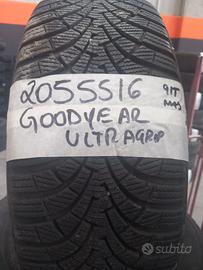 2055516 91T
M+S
GOODYEAR
ULTRAGRIP
subito